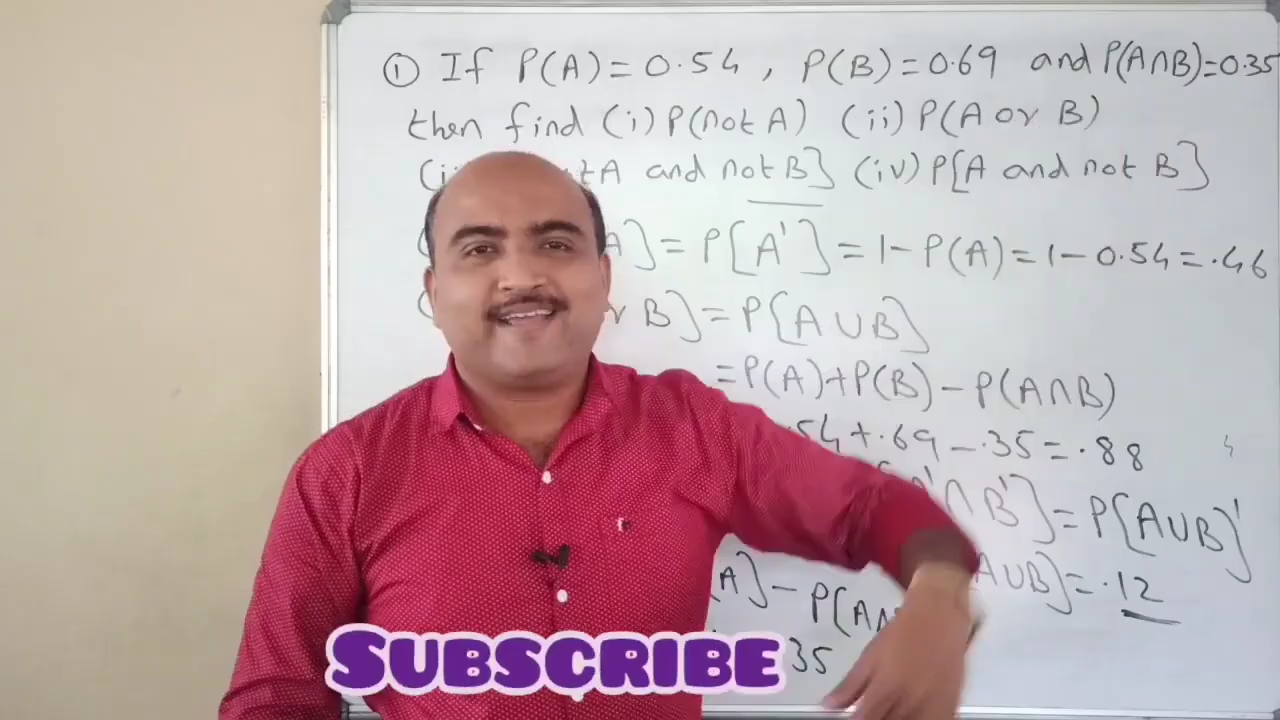 ① If P(A)=0.54, P(B)=0.69 and P(A∩B)=0.35
then find (i) P(not A) (ii) P(A or B)
A and not B] (iv) P[A and not B]
A]=P[A']=1-P(A)=1-0.54=.46
B]=P[A∪B]
=P(A)+P(B)-P(A∩B)
.54+.69-.35=.88
∩B']=P[A∪B]'
A∪B]=.12
A]-P[A∩
35
SUBSCRIBE